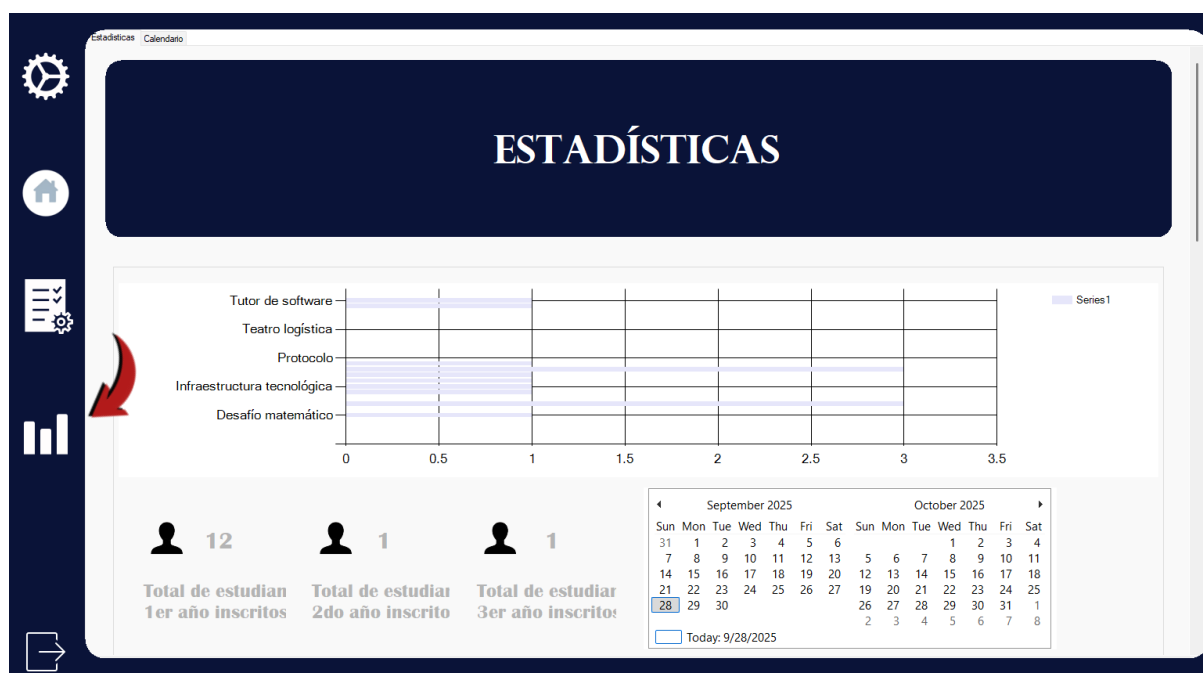 Estadísticas Calendario
ESTADÍSTICAS
Tutor de software
Teatro logística
Protocolo
Infraestructura tecnológica
Desafío matemático
0 0.5 1 1.5 2 2.5 3 3.5
Series1
12
Total de estudian
1er año inscritos
1
Total de estudiar
2do año inscrito
1
Total de estudiar
3er año inscritos
September 2025 October 2025
Sun Mon Tue Wed Thu Fri Sat Sun Mon Tue Wed Thu Fri Sat
31 1 2 3 4 5 6 1 2 3 4
7 8 9 10 11 12 13 5 6 7 8 9 10 11
14 15 16 17 18 19 20 12 13 14 15 16 17 18
21 22 23 24 25 26 27 19 20 21 22 23 24 25
28 29 30 26 27 28 29 30 31 1
2 3 4 5 6 7 8
Today: 9/28/2025